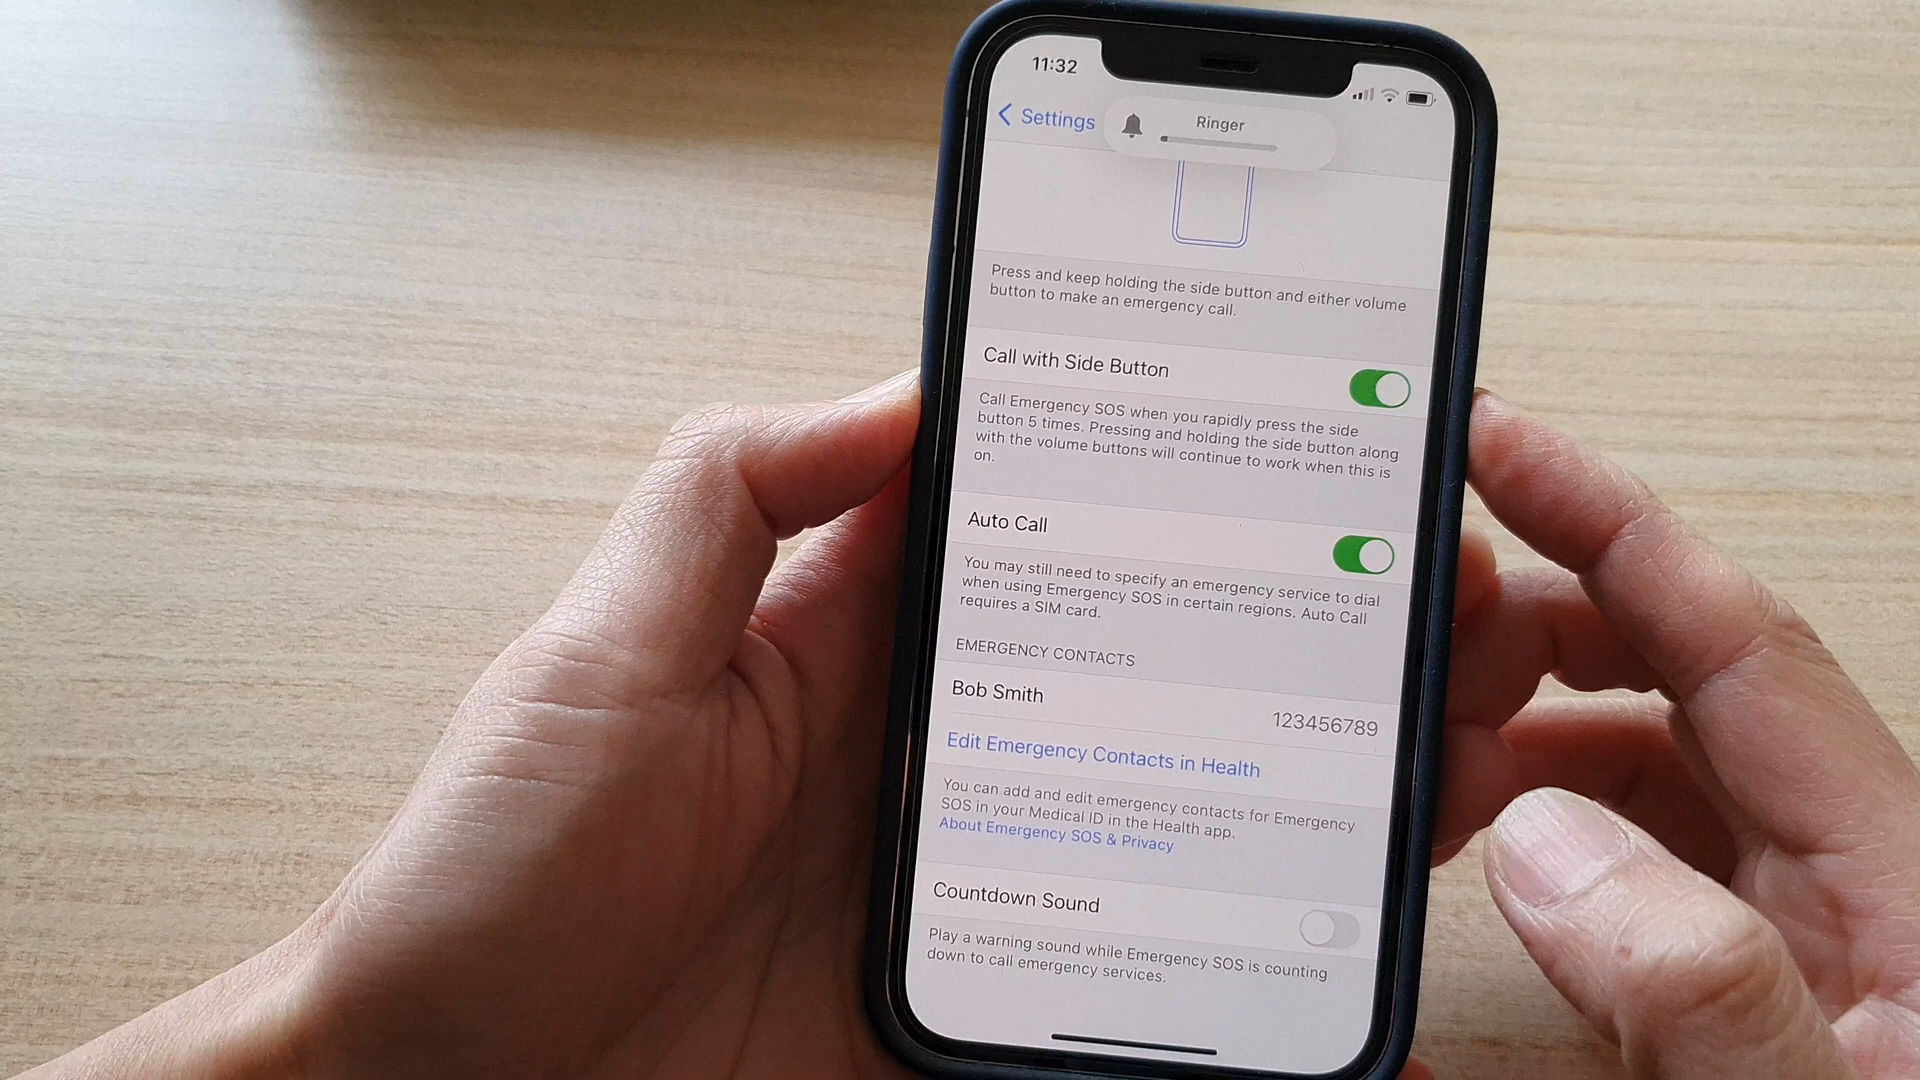 11:32
Settings
Ringer
Press and keep holding the side button and either volume
button to make an emergency call.
Call with Side Button
Call Emergency SOS when you rapidly press the side
button 5 times. Pressing and holding the side button along
with the volume buttons will continue to work when this is
on.
Auto Call
You may still need to specify an emergency service to dial
when using Emergency SOS in certain regions. Auto Call
requires a SIM card.
EMERGENCY CONTACTS
Bob Smith
123456789
Edit Emergency Contacts in Health
You can add and edit emergency contacts for Emergency
SOS in your Medical ID in the Health app.
About Emergency SOS & Privacy
Countdown Sound
Play a warning sound while Emergency SOS is counting
down to call emergency services.